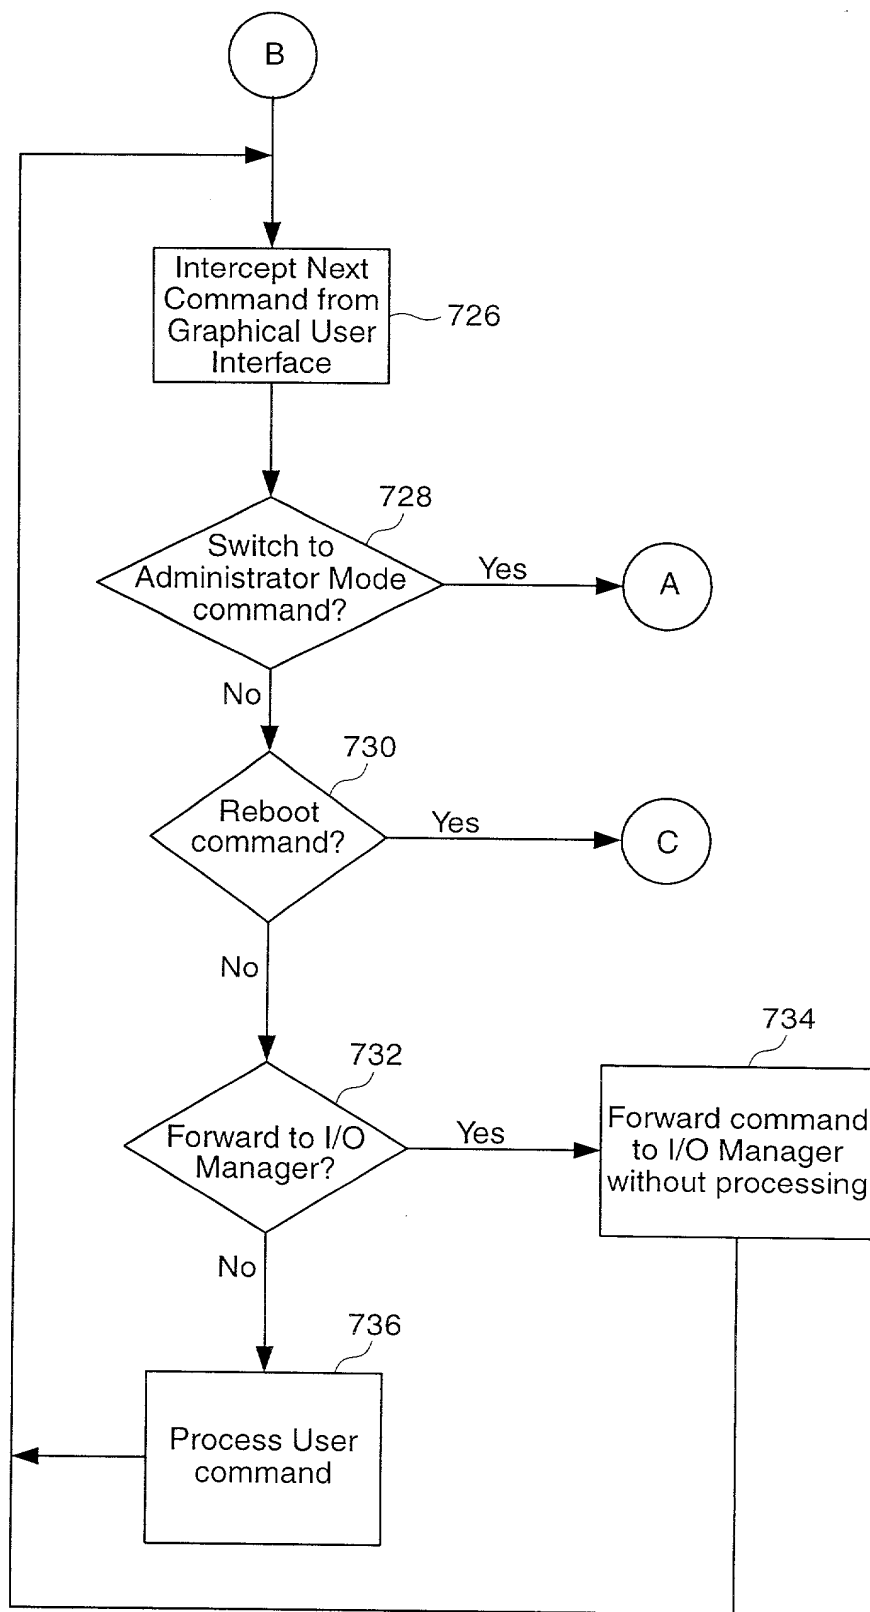 B
Intercept Next
Command from
Graphical User
Interface
726
728
Switch to
Administrator Mode
command?
Yes
A
No
730
Reboot
command?
Yes
C
No
732
Forward to I/O
Manager?
Yes
734
Forward command
to I/O Manager
without processing
No
736
Process User
command